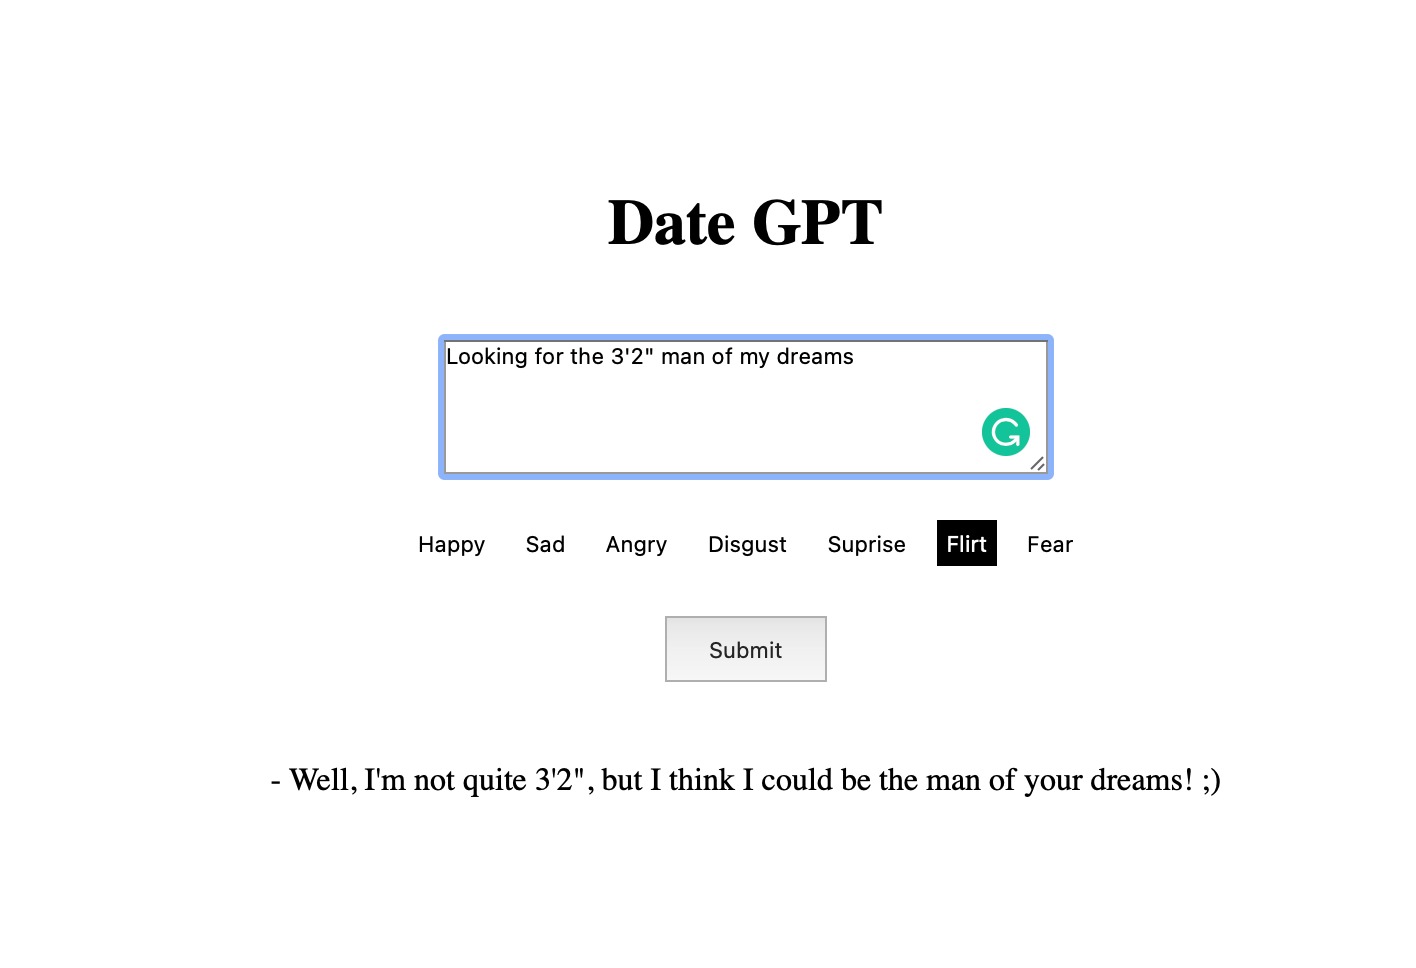 Date GPT
Looking for the 3'2" man of my dreams
Happy Sad Angry Disgust Suprise Flirt Fear
Submit
- Well, I'm not quite 3'2", but I think I could be the man of your dreams! ;)